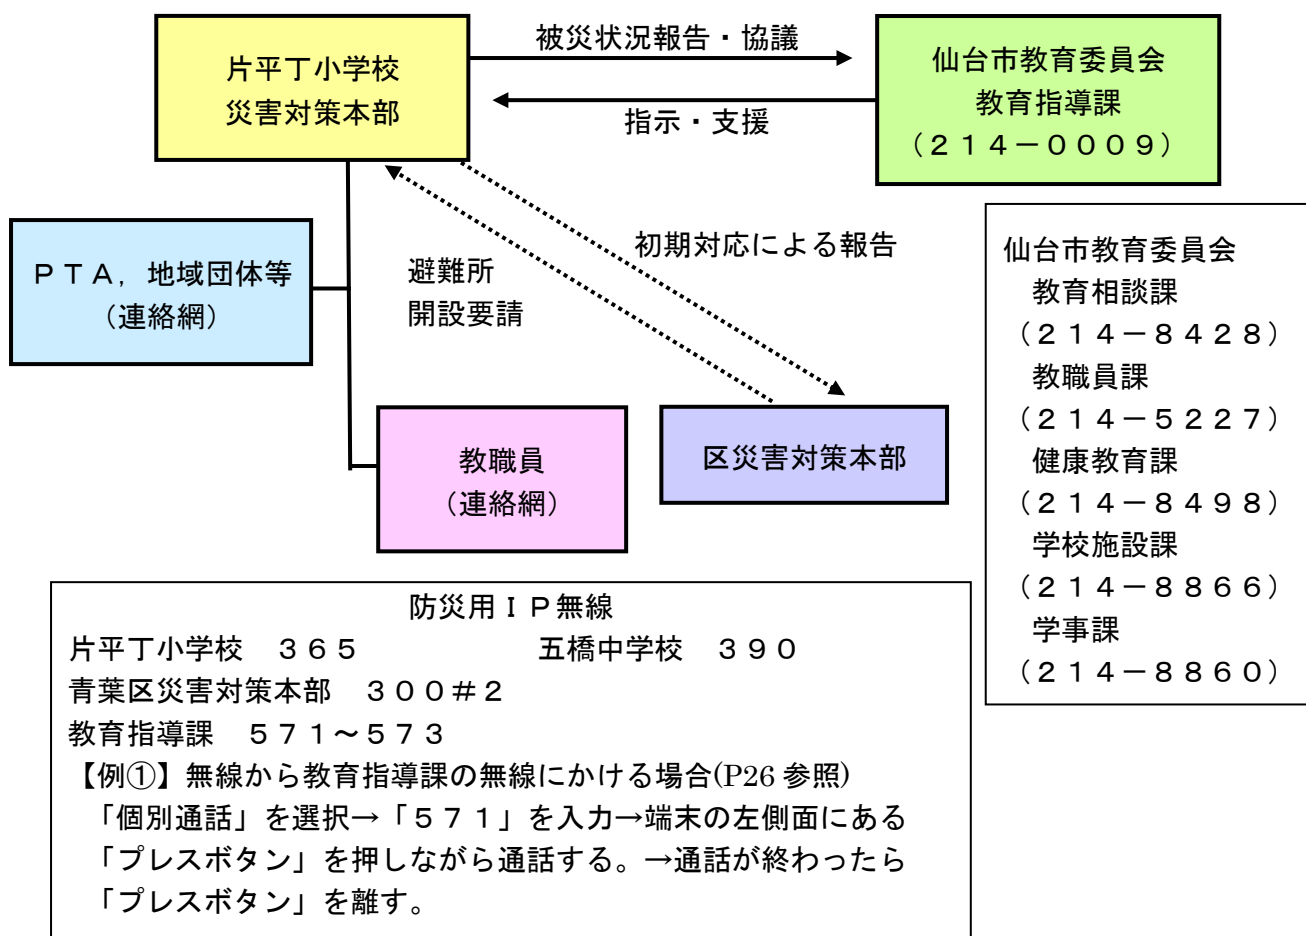 片平丁小学校
災害対策本部
被災状況報告・協議
指示・支援
仙台市教育委員会
教育指導課
（２１４－０００９）
ＰＴＡ，地域団体等
（連絡網）
避難所
開設要請
初期対応による報告
教職員
（連絡網）
区災害対策本部
仙台市教育委員会
教育相談課
（２１４－８４２８）
教職員課
（２１４－５２２７）
健康教育課
（２１４－８４９８）
学校施設課
（２１４－８８６６）
学事課
（２１４－８８６０）
防災用ＩＰ無線
片平丁小学校　３６５　　　　　　　五橋中学校　３９０
青葉区災害対策本部　３００＃２
教育指導課　５７１～５７３
【例①】無線から教育指導課の無線にかける場合(P26 参照)
「個別通話」を選択→「５７１」を入力→端末の左側面にある
「プレスボタン」を押しながら通話する。→通話が終わったら
「プレスボタン」を離す。